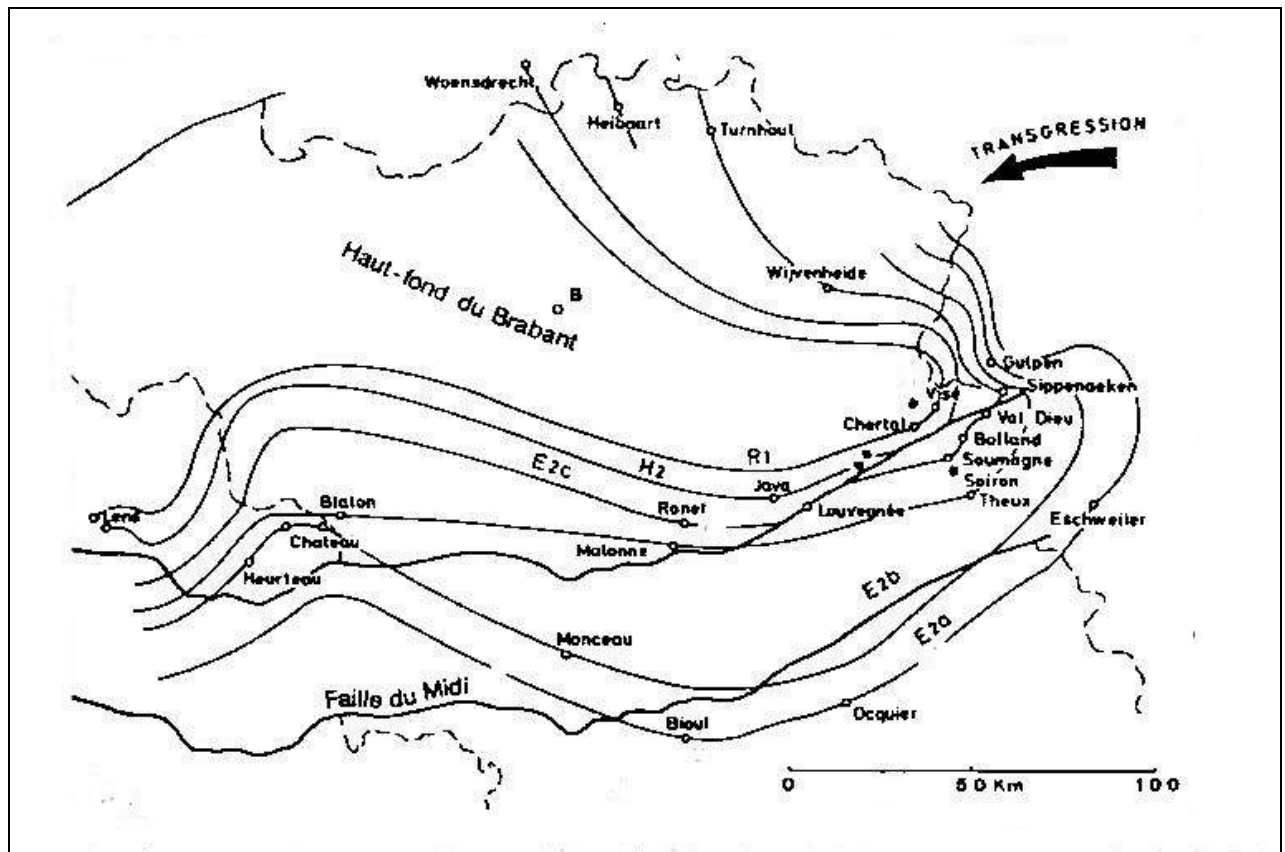 Woensdrecht
Heibaart
Turnhout
TRANSGRESSION
Haut-fond du Brabant
B
Wijvenheide
Gulpen
Sippenaeken
Visé
Val Dieu
Chertal
Bolland
Soumagne
Soiron
Theux
R1
H2
E2c
Java
Ronet
Louvegnée
Eschweiler
Lens
Blaton
Chateau
Heurteau
Malonne
E2b
E2a
Monceau
Faille du Midi
Bioul
Ocquier
0 50 Km 100